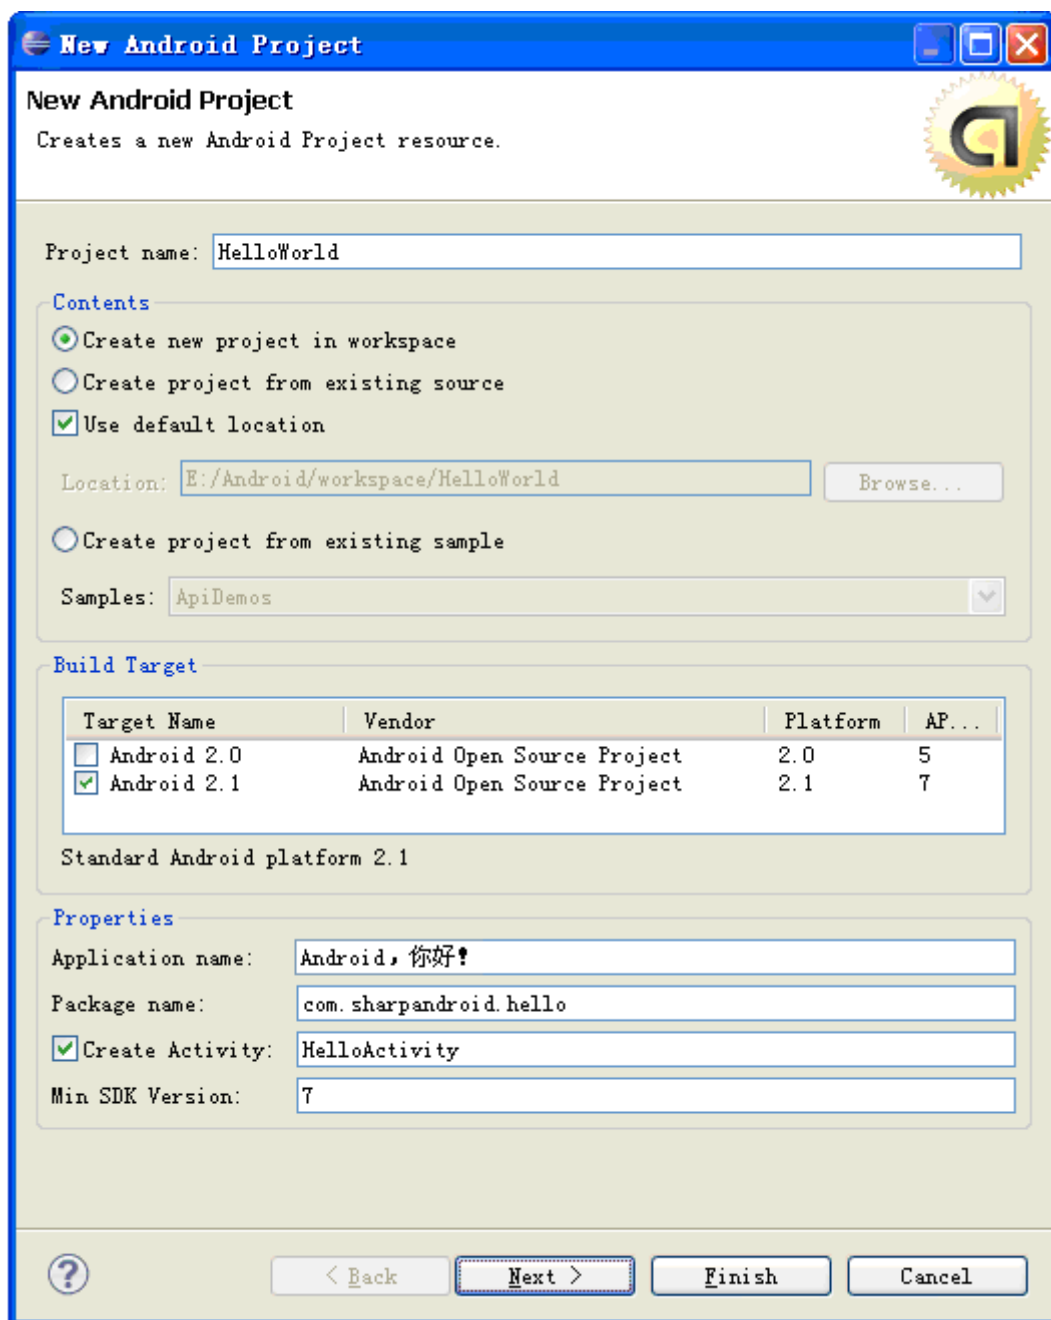 New Android Project
New Android Project
Creates a new Android Project resource.
Project name: HelloWorld
Contents
Create new project in workspace
Create project from existing source
Use default location
Location: E:/Android/workspace/HelloWorld Browse...
Create project from existing sample
Samples: ApiDemos
Build Target
Target Name Vendor Platform AP...
Android 2.0 Android Open Source Project 2.0 5
Android 2.1 Android Open Source Project 2.1 7
Standard Android platform 2.1
Properties
Application name: Android，你好！
Package name: com.sharpandroid.hello
Create Activity: HelloActivity
Min SDK Version: 7
? < Back Next > Finish Cancel